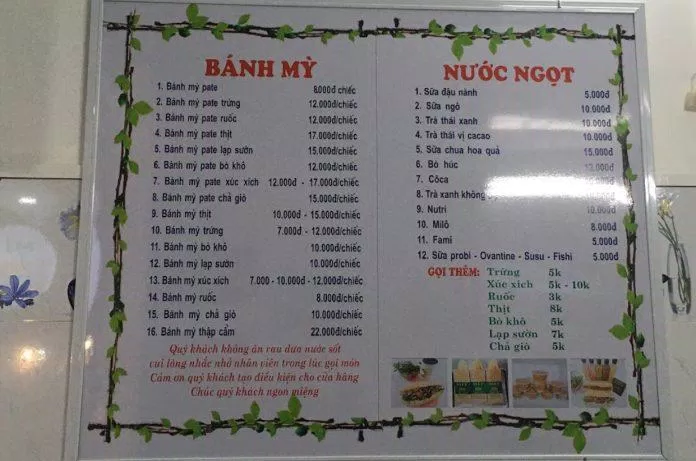 BÁNH MỲ
1. Bánh mỳ pate 8.000đ chiếc
2. Bánh mỳ pate trứng 12.000đ/chiếc
3. Bánh mỳ pate ruốc 12.000đ/chiếc
4. Bánh mỳ pate thịt 17.000đ/chiếc
5. Bánh mỳ pate lạp sườn 15.000đ/chiếc
6. Bánh mỳ pate bò khô 12.000đ/chiếc
7. Bánh mỳ pate xúc xích 12.000đ - 17.000đ/chiếc
8. Bánh mỳ pate chả giò 15.000đ/chiếc
9. Bánh mỳ thịt 10.000đ - 15.000đ/chiếc
10. Bánh mỳ trứng 7.000đ - 12.000đ/chiếc
11. Bánh mỳ bò khô 10.000đ/chiếc
12. Bánh mỳ lạp sườn 10.000đ/chiếc
13. Bánh mỳ xúc xích 7.000 - 10.000đ - 12.000đ/chiếc
14. Bánh mỳ ruốc 8.000đ/chiếc
15. Bánh mỳ chả giò 10.000đ/chiếc
16. Bánh mỳ thập cẩm 22.000đ/chiếc
Quý khách không ăn rau dưa nước sốt
vui lòng nhắc nhở nhân viên trong lúc gọi món
Cảm ơn quý khách tạo điều kiện cho cửa hàng
Chúc quý khách ngon miệng
NƯỚC NGỌT
1. Sữa đậu nành 5.000đ
2. Sữa ngô 10.000đ
3. Trà thái xanh 10.000đ
4. Trà thái vị cacao 10.000đ
5. Sữa chua hoa quả 15.000đ
6. Bò húc
7. Côca
8. Trà xanh không
9. Nutri 10.000đ
10. Milô 8.000đ
11. Fami 5.000đ
12. Sữa probi - Ovantine - Susu - Fishi 5.000đ
GỌI THÊM: Trứng 5k
Xúc xích 5k - 10k
Ruốc 3k
Thịt 8k
Bò khô 5k
Lạp sườn 7k
Chả giò 5k